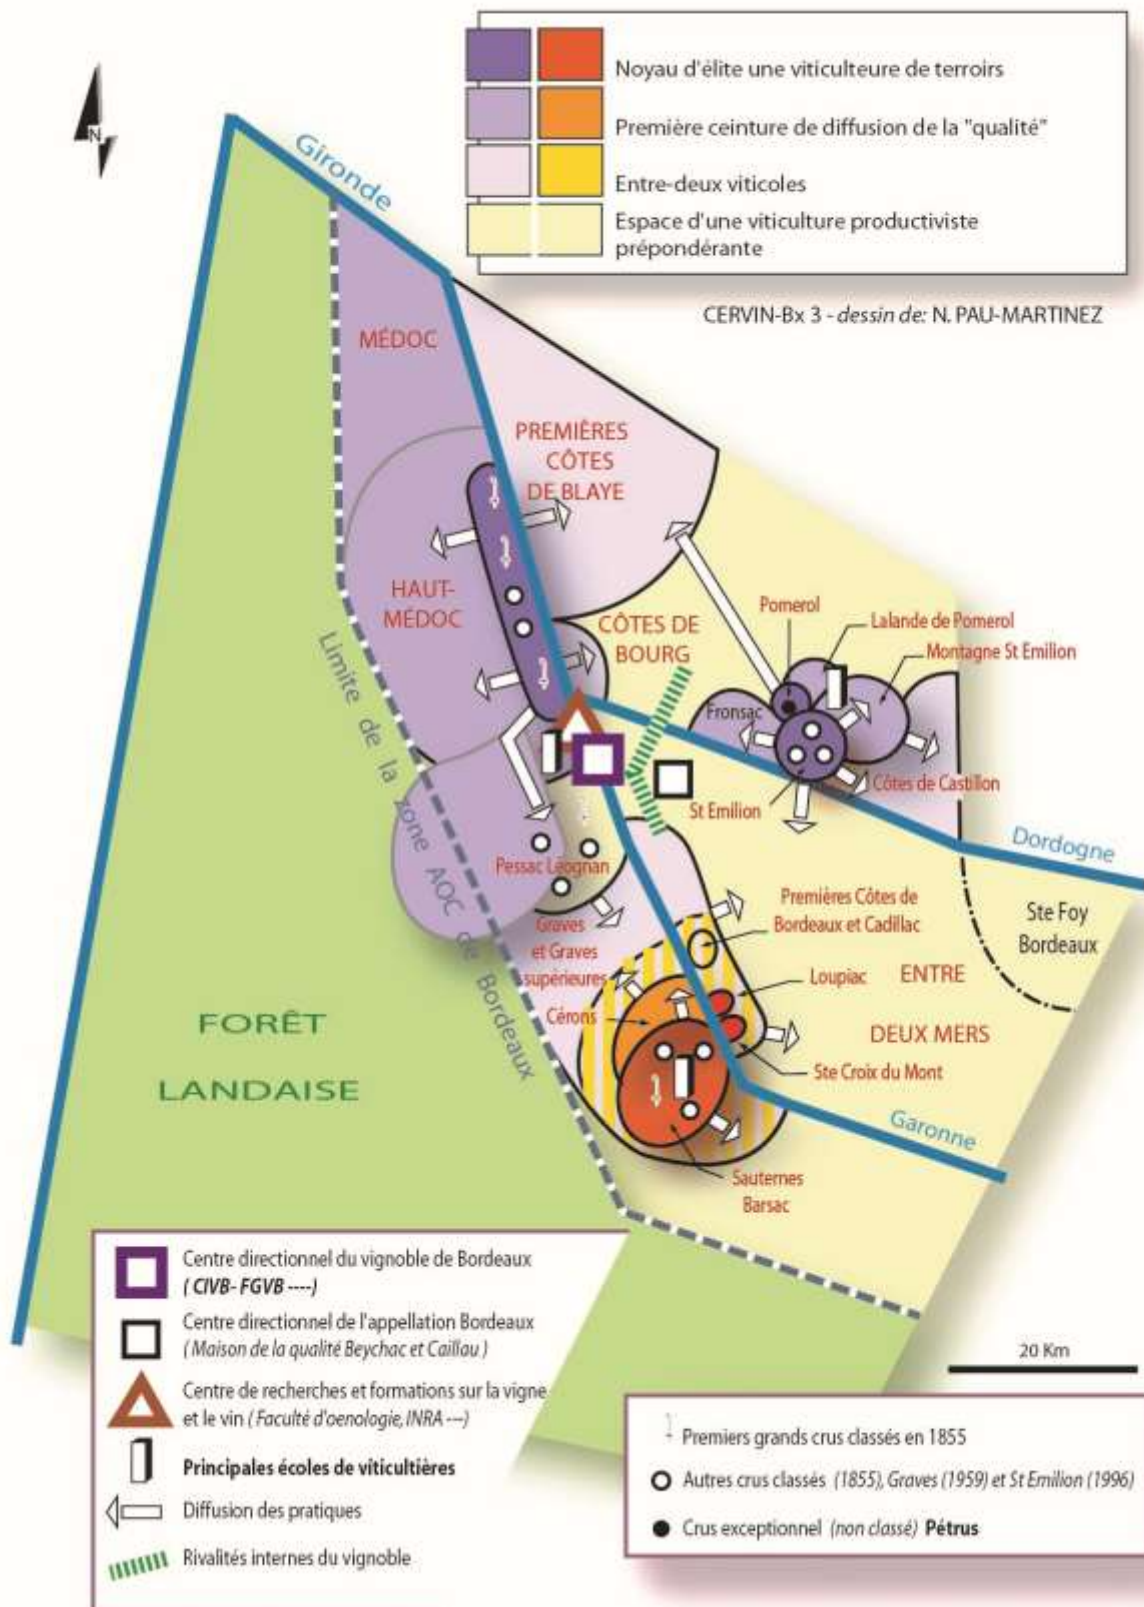 Noyau d'élite une viticulteure de terroirs
Première ceinture de diffusion de la "qualité"
Entre-deux viticoles
Espace d'une viticulture productiviste
prépondérante
CERVIN-Bx 3 - dessin de: N. PAU-MARTINEZ
N
Gironde
MÉDOC
PREMIÈRES
CÔTES
DE BLAYE
HAUT-
MÉDOC
CÔTES DE
BOURG
Pomerol
Lalande de Pomerol
Montagne St Emilion
Fronsac
Côtes de Castillon
St Emilion
Dordogne
Limite de la zone AOC de Bordeaux
Pessac Léognan
Graves
et Graves
supérieures
Premières Côtes de
Bordeaux et Cadillac
Ste Foy
Bordeaux
Loupiac
ENTRE
DEUX MERS
Cérons
Ste Croix du Mont
Garonne
Sauternes
Barsac
FORÊT
LANDAISE
Centre directionnel du vignoble de Bordeaux
( CIVB- FGVB ----)
Centre directionnel de l'appellation Bordeaux
( Maison de la qualité Beychac et Caillau )
Centre de recherches et formations sur la vigne
et le vin ( Faculté d'oenologie, INRA ---)
Principales écoles de viticultières
Diffusion des pratiques
Rivalités internes du vignoble
20 Km
Premiers grands crus classés en 1855
Autres crus classés (1855), Graves (1959) et St Emilion (1996)
Crus exceptionnel (non classé) Pétrus